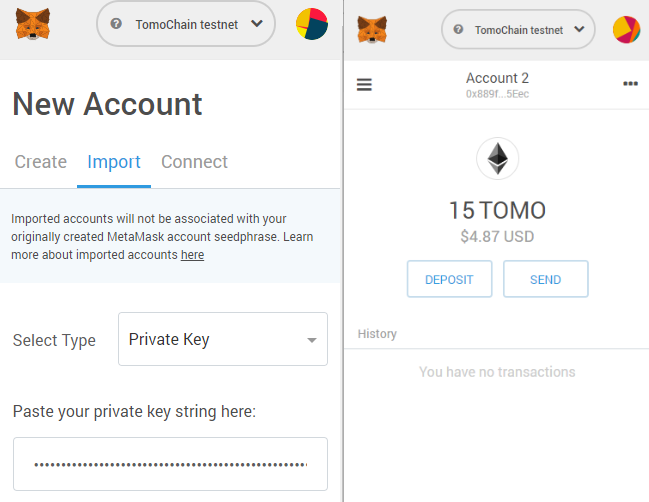 TomoChain testnet
New Account
Create Import Connect
Imported accounts will not be associated with your
originally created MetaMask account seedphrase. Learn
more about imported accounts here
Select Type Private Key
Paste your private key string here:
TomoChain testnet
Account 2
0x889f...5Eec
15 TOMO
$4.87 USD
DEPOSIT SEND
History
You have no transactions